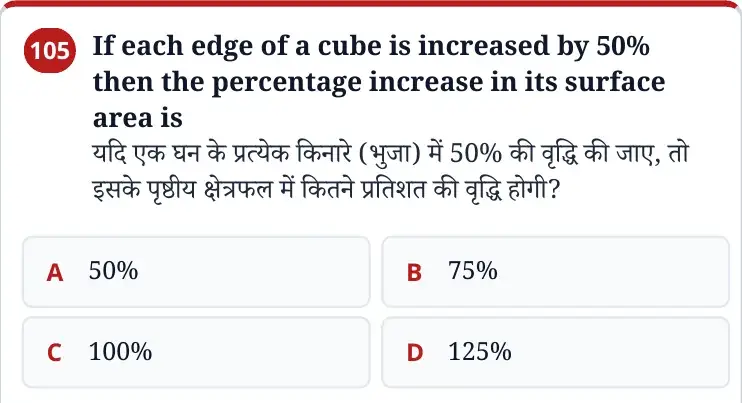 105 If each edge of a cube is increased by 50%
then the percentage increase in its surface
area is
यदि एक घन के प्रत्येक किनारे (भुजा) में 50% की वृद्धि की जाए, तो
इसके पृष्ठीय क्षेत्रफल में कितने प्रतिशत की वृद्धि होगी?
A 50%
B 75%
C 100%
D 125%